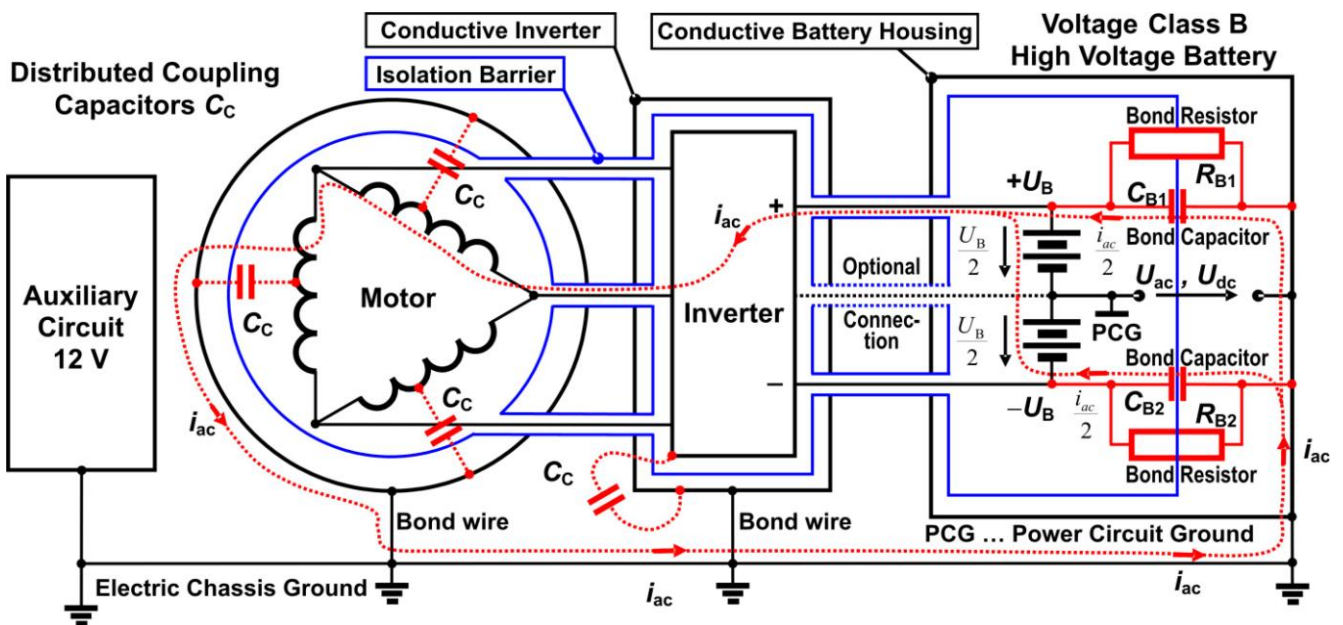 Distributed Coupling
Capacitors CC
Conductive Inverter
Isolation Barrier
Conductive Battery Housing
Voltage Class B
High Voltage Battery
Auxiliary
Circuit
12 V
Motor
CC
CC
CC
CC
Inverter
+
−
iac
iac
Optional
Connec-
tion
+UB
−UB
UB
2
UB
2
iac
2
iac
2
Bond Resistor
RB1
CB1
Bond Capacitor
Uac , Udc
PCG
Bond Capacitor
CB2
RB2
Bond Resistor
iac
Bond wire
Bond wire
PCG ... Power Circuit Ground
Electric Chassis Ground
iac
iac